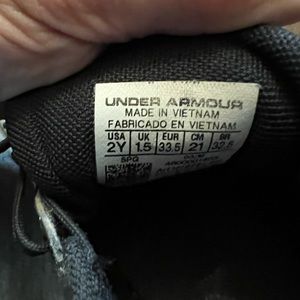 UNDER ARMOUR
MADE IN VIETNAM
FABRICADO EN VIETNAM
USA UK EUR CM BR
2Y 1.5 33.5 21 32.5
SPG